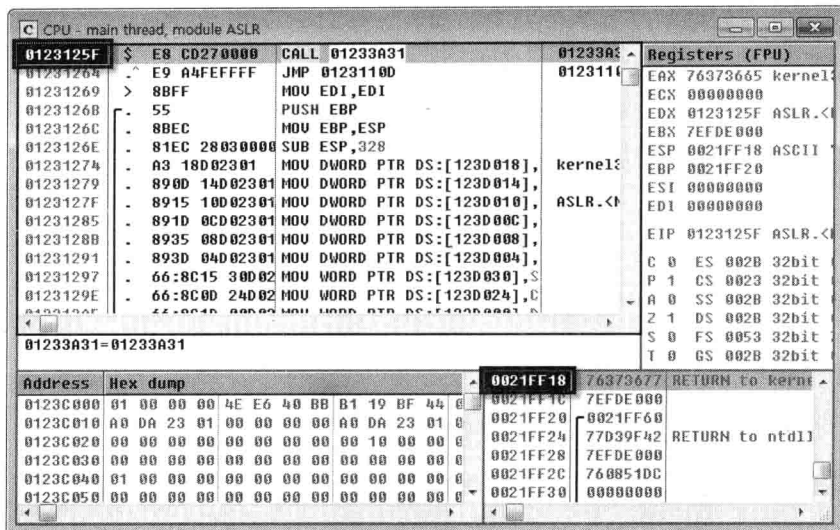 C CPU - main thread, module ASLR
0123125F $ E8 CD270000 CALL 01233A31 01233A3
01231264 .^ E9 A4FEFFFF JMP 0123110D 0123110
01231269 > 8BFF MOV EDI,EDI
0123126B . 55 PUSH EBP
0123126C . 8BEC MOV EBP,ESP
0123126E . 81EC 28030000 SUB ESP,328
01231274 . A3 18D02301 MOV DWORD PTR DS:[123D018], kernel3
01231279 . 890D 14D02301 MOV DWORD PTR DS:[123D014],
0123127F . 8915 10D02301 MOV DWORD PTR DS:[123D010], ASLR.<M
01231285 . 891D 0CD02301 MOV DWORD PTR DS:[123D00C],
0123128B . 8935 08D02301 MOV DWORD PTR DS:[123D008],
01231291 . 893D 04D02301 MOV DWORD PTR DS:[123D004],
01231297 . 66:8C15 30D02 MOV WORD PTR DS:[123D030],S
0123129E . 66:8C0D 24D02 MOV WORD PTR DS:[123D024],C
01233A31=01233A31
Registers (FPU)
EAX 76373665 kernel3
ECX 00000000
EDX 0123125F ASLR.<
EBX 7EFDE000
ESP 0021FF18 ASCII "
EBP 0021FF20
ESI 00000000
EDI 00000000
EIP 0123125F ASLR.<
C 0 ES 002B 32bit
P 1 CS 0023 32bit
A 0 SS 002B 32bit
Z 1 DS 002B 32bit
S 0 FS 0053 32bit
T 0 GS 002B 32bit
Address Hex dump
0123C000 01 00 00 00 4E E6 40 BB B1 19 BF 44
0123C010 A0 DA 23 01 00 00 00 00 A0 DA 23 01
0123C020 00 00 00 00 00 00 00 00 00 10 00 00
0123C030 00 00 00 00 00 00 00 00 00 00 00 00
0123C040 01 00 00 00 00 00 00 00 00 00 00 00
0123C050 00 00 00 00 00 00 00 00 00 00 00 00
0021FF18 76373677 RETURN to kerne
0021FF1C 7EFDE000
0021FF20 0021FF60
0021FF24 77D39F42 RETURN to ntdll
0021FF28 7EFDE000
0021FF2C 760851DC
0021FF30 00000000